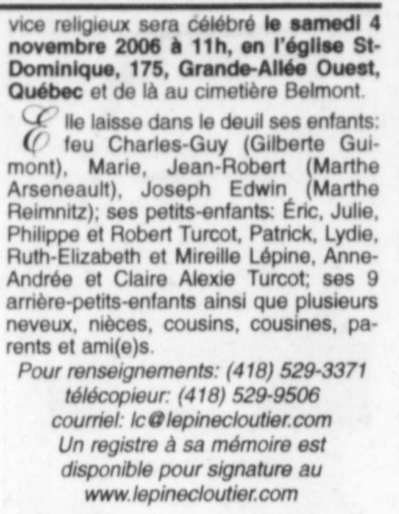 vice religieux sera célébré le samedi 4
novembre 2006 à 11h, en l'église St-
Dominique, 175, Grande-Allée Ouest,
Québec et de là au cimetière Belmont.
Elle laisse dans le deuil ses enfants:
feu Charles-Guy (Gilberte Gui-
mont), Marie, Jean-Robert (Marthe
Arseneault), Joseph Edwin (Marthe
Reimnitz); ses petits-enfants: Éric, Julie,
Philippe et Robert Turcot, Patrick, Lydie,
Ruth-Elizabeth et Mireille Lépine, Anne-
Andrée et Claire Alexie Turcot; ses 9
arrière-petits-enfants ainsi que plusieurs
neveux, nièces, cousins, cousines, pa-
rents et ami(e)s.
Pour renseignements: (418) 529-3371
télécopieur: (418) 529-9506
courriel: lc@lepinecloutier.com
Un registre à sa mémoire est
disponible pour signature au
www.lepinecloutier.com